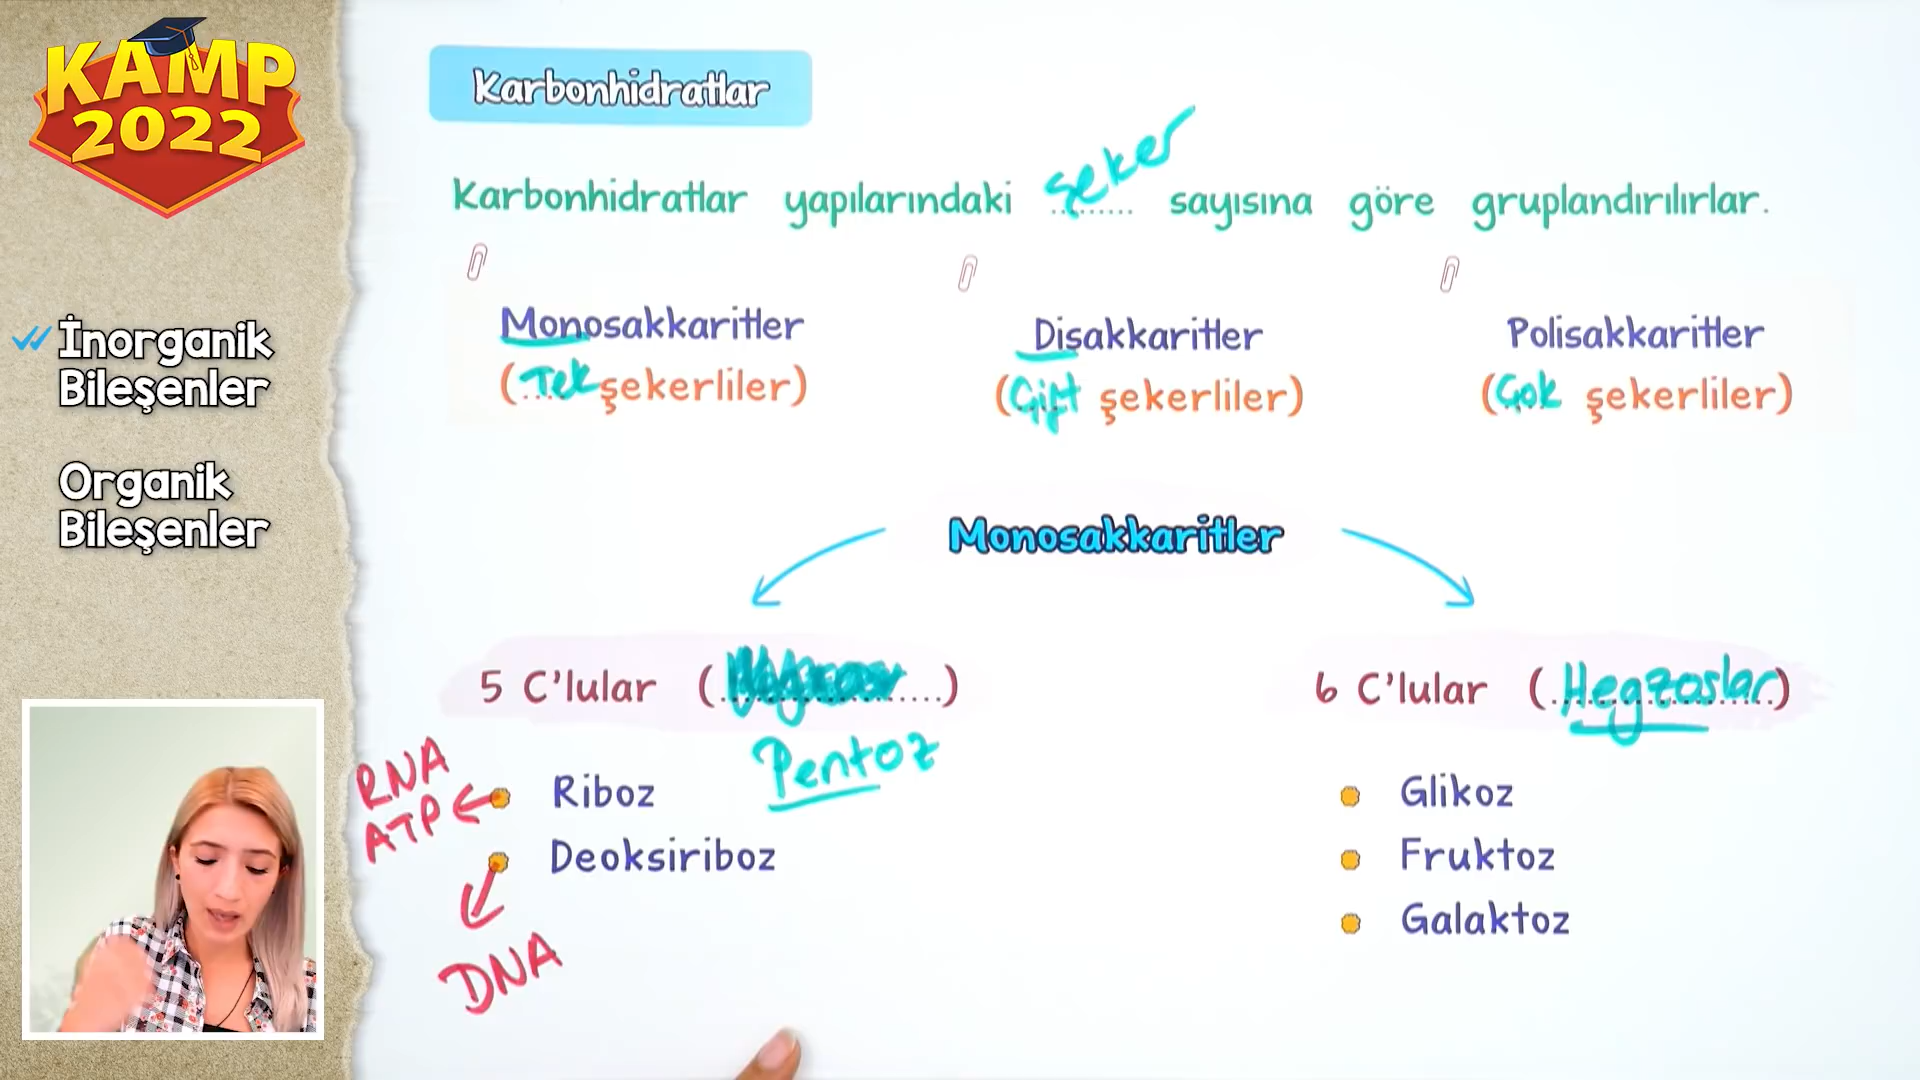 KAMP
2022
İnorganik
Bileşenler
Organik
Bileşenler
Karbonhidratlar
Karbonhidratlar yapılarındaki şeker sayısına göre gruplandırılırlar.
Monosakkaritler
(Tek şekerliler)
Disakkaritler
(Çift şekerliler)
Polisakkaritler
(Çok şekerliler)
Monosakkaritler
5 C'lular (..................)
Pentoz
RNA
ATP
Riboz
Deoksiriboz
DNA
6 C'lular (Hegzoslar)
Glikoz
Fruktoz
Galaktoz